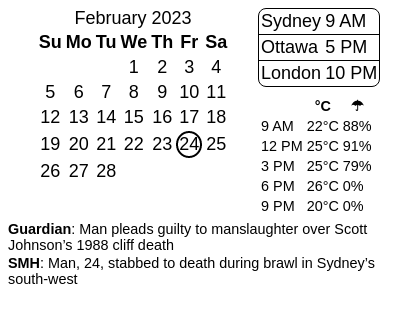 February 2023
Su Mo Tu We Th Fr Sa
1 2 3 4
5 6 7 8 9 10 11
12 13 14 15 16 17 18
19 20 21 22 23 24 25
26 27 28
Sydney 9 AM
Ottawa 5 PM
London 10 PM
°C ☂
9 AM 22°C 88%
12 PM 25°C 91%
3 PM 25°C 79%
6 PM 26°C 0%
9 PM 20°C 0%
Guardian: Man pleads guilty to manslaughter over Scott
Johnson’s 1988 cliff death
SMH: Man, 24, stabbed to death during brawl in Sydney’s
south-west